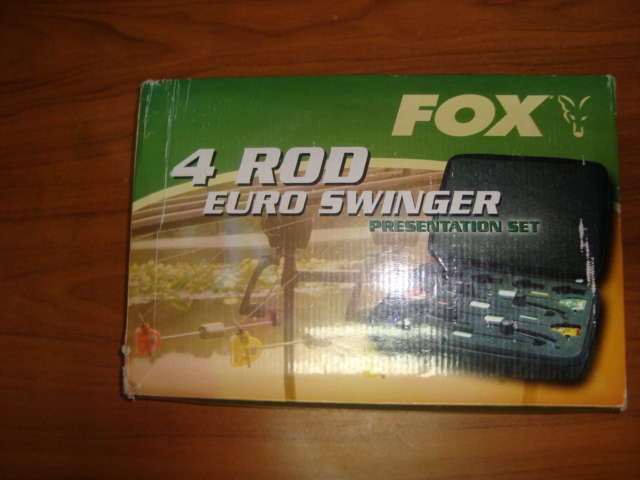 FOX
4 ROD
EURO SWINGER
PRESENTATION SET